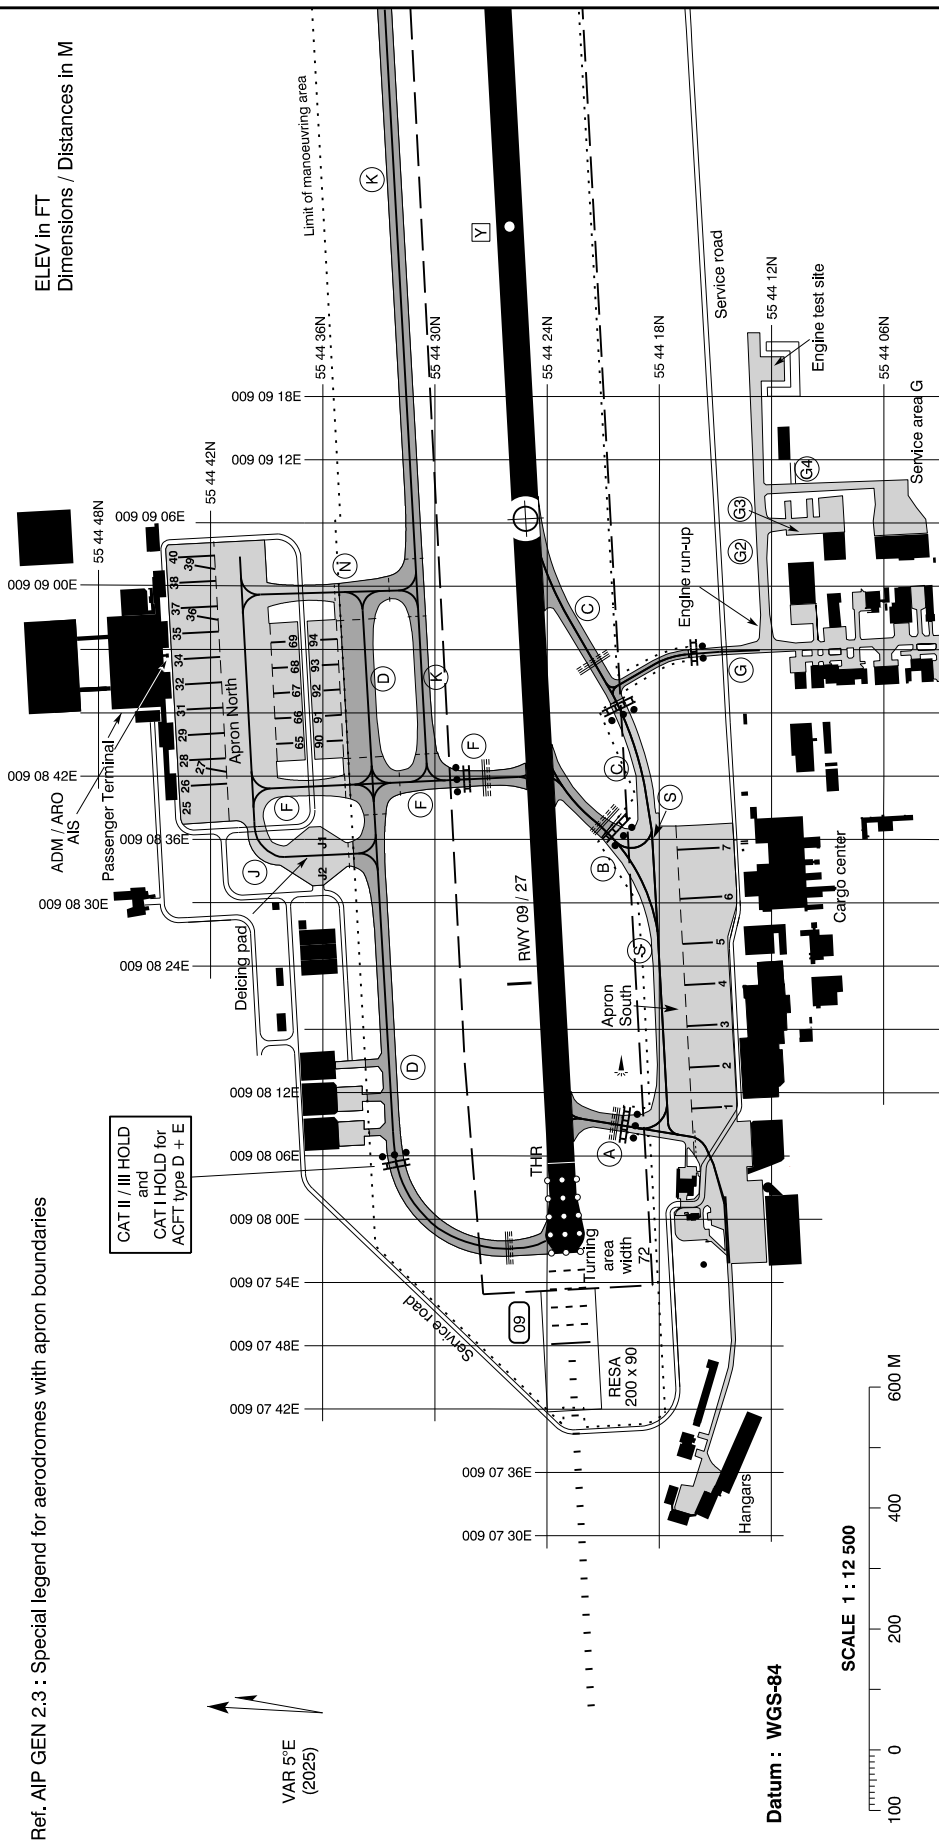 Ref. AIP GEN 2.3 : Special legend for aerodromes with apron boundaries
ELEV in FT
Dimensions / Distances in M
VAR 5°E
(2025)
CAT II / III HOLD
and
CAT I HOLD for
ACFT type D + E
ADM / ARO
AIS
Passenger Terminal
Deicing pad
Apron North
Limit of manoeuvring area
55 44 48N
55 44 42N
55 44 36N
55 44 30N
55 44 24N
55 44 18N
55 44 12N
55 44 06N
009 07 30E
009 07 36E
009 07 42E
009 07 48E
009 07 54E
009 08 00E
009 08 06E
009 08 12E
009 08 24E
009 08 30E
009 08 36E
009 08 42E
009 09 00E
009 09 06E
009 09 12E
009 09 18E
25
26
27
28
29
31
32
34
35
36
37
38
39
40
65
66
67
68
69
90
91
92
93
94
J
J1
J2
F
F
F
D
D
N
K
K
Y
Service road
09
RWY 09 / 27
THR
Turning
area
width
72
RESA
200 x 90
A
B
C
C
S
S
G
G2
G3
G4
Apron
South
1
2
3
4
5
6
7
Engine run-up
Service road
Engine test site
Service area G
Cargo center
Hangars
Datum : WGS-84
SCALE 1 : 12 500
100
0
200
400
600 M